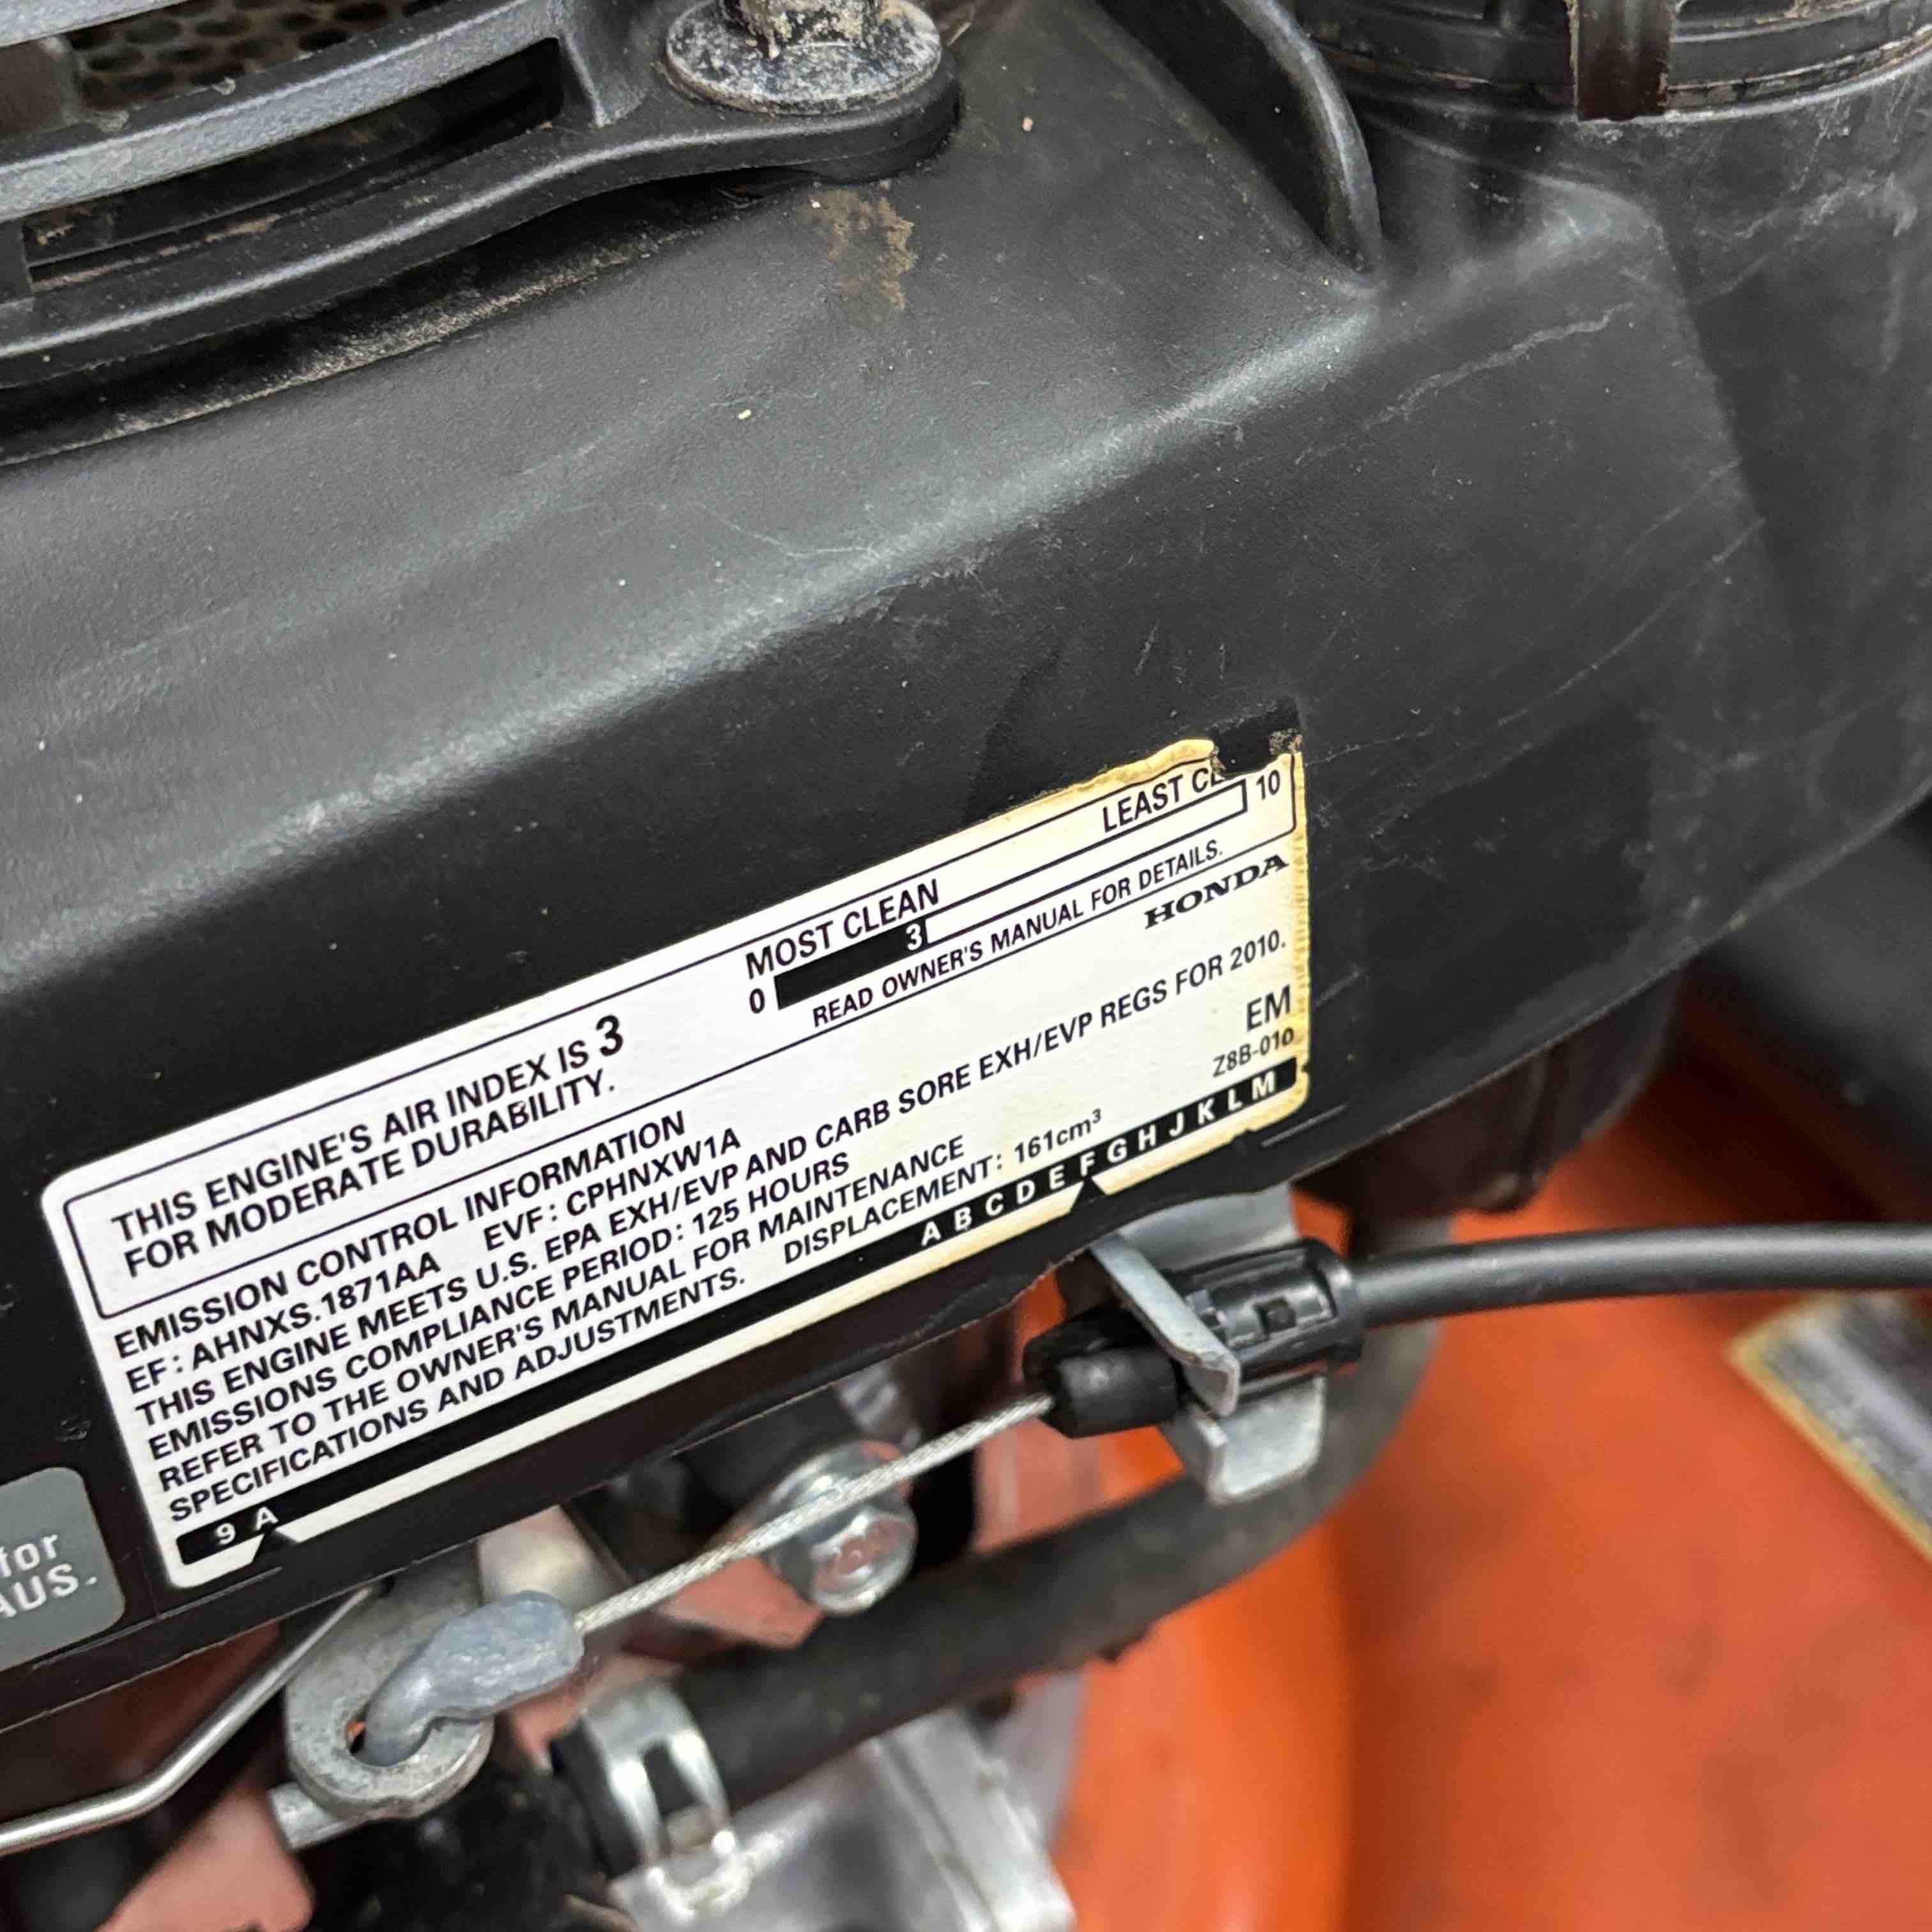 THIS ENGINE'S AIR INDEX IS 3
FOR MODERATE DURABILITY.
MOST CLEAN LEAST
0 3 10
READ OWNER'S MANUAL FOR DETAILS.
EMISSION CONTROL INFORMATION
HONDA
EF: AHNXS.1871AA EVF: CPHNXW1A
THIS ENGINE MEETS U.S. EPA EXH/EVP AND CARB SORE EXH/EVP REGS FOR 2010.
EMISSIONS COMPLIANCE PERIOD: 125 HOURS
REFER TO THE OWNER'S MANUAL FOR MAINTENANCE
EM
SPECIFICATIONS AND ADJUSTMENTS. DISPLACEMENT: 161cm³
Z8B-010
9 A A B C D E F G H J K L M
for
AUS.